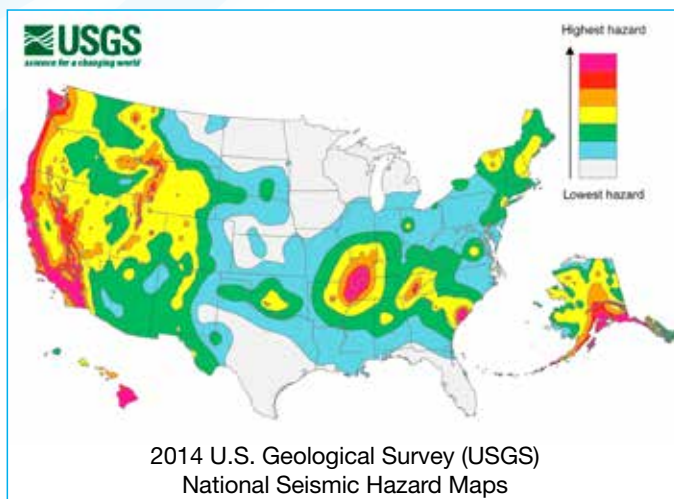 USGS
science for a changing world
Highest hazard
Lowest hazard
2014 U.S. Geological Survey (USGS)
National Seismic Hazard Maps